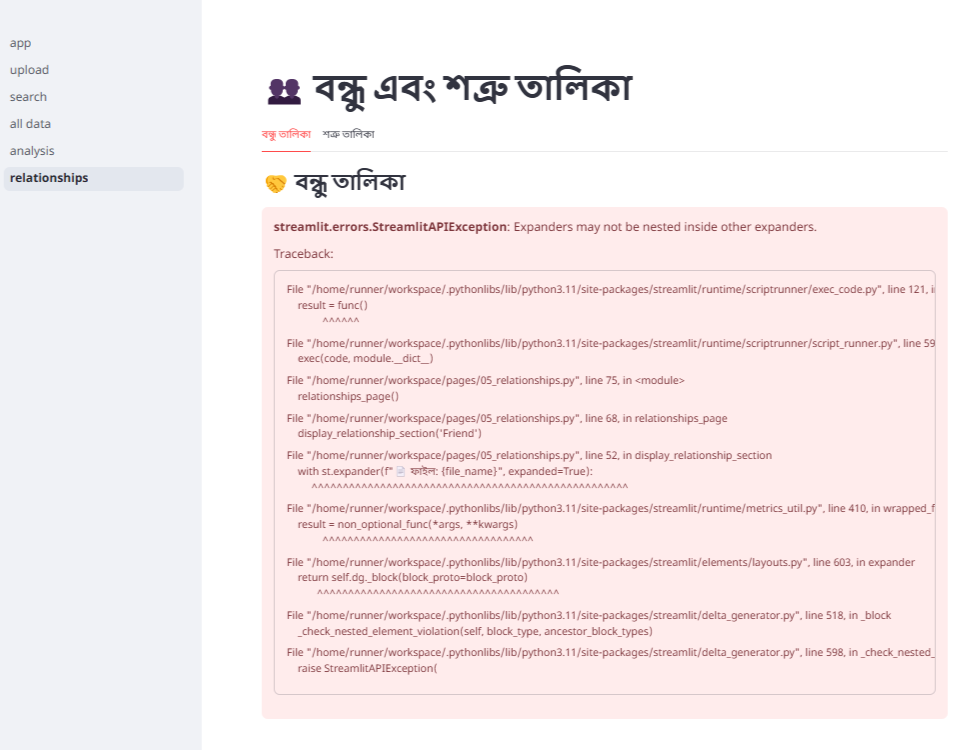 app
upload
search
all data
analysis
relationships
বন্ধু এবং শত্রু তালিকা
বন্ধু তালিকা শত্রু তালিকা
বন্ধু তালিকা
streamlit.errors.StreamlitAPIException: Expanders may not be nested inside other expanders.
Traceback:
File "/home/runner/workspace/.pythonlibs/lib/python3.11/site-packages/streamlit/runtime/scriptrunner/exec_code.py", line 121,
result = func()
^^^^^^
File "/home/runner/workspace/.pythonlibs/lib/python3.11/site-packages/streamlit/runtime/scriptrunner/script_runner.py", line 59
exec(code, module.__dict__)
File "/home/runner/workspace/pages/05_relationships.py", line 75, in <module>
relationships_page()
File "/home/runner/workspace/pages/05_relationships.py", line 68, in relationships_page
display_relationship_section('Friend')
File "/home/runner/workspace/pages/05_relationships.py", line 52, in display_relationship_section
with st.expander(f"📄 ফাইল: {file_name}", expanded=True):
^^^^^^^^^^^^^^^^^^^^^^^^^^^^^^^^^^^^^^^^^^^^^^^^^^^
File "/home/runner/workspace/.pythonlibs/lib/python3.11/site-packages/streamlit/runtime/metrics_util.py", line 410, in wrapped_f
result = non_optional_func(*args, **kwargs)
^^^^^^^^^^^^^^^^^^^^^^^^^^^^^^^^^^
File "/home/runner/workspace/.pythonlibs/lib/python3.11/site-packages/streamlit/elements/layouts.py", line 603, in expander
return self.dg._block(block_proto=block_proto)
^^^^^^^^^^^^^^^^^^^^^^^^^^^^^^^^^^^^^^^
File "/home/runner/workspace/.pythonlibs/lib/python3.11/site-packages/streamlit/delta_generator.py", line 518, in _block
_check_nested_element_violation(self, block_type, ancestor_block_types)
File "/home/runner/workspace/.pythonlibs/lib/python3.11/site-packages/streamlit/delta_generator.py", line 598, in _check_nested_
raise StreamlitAPIException(